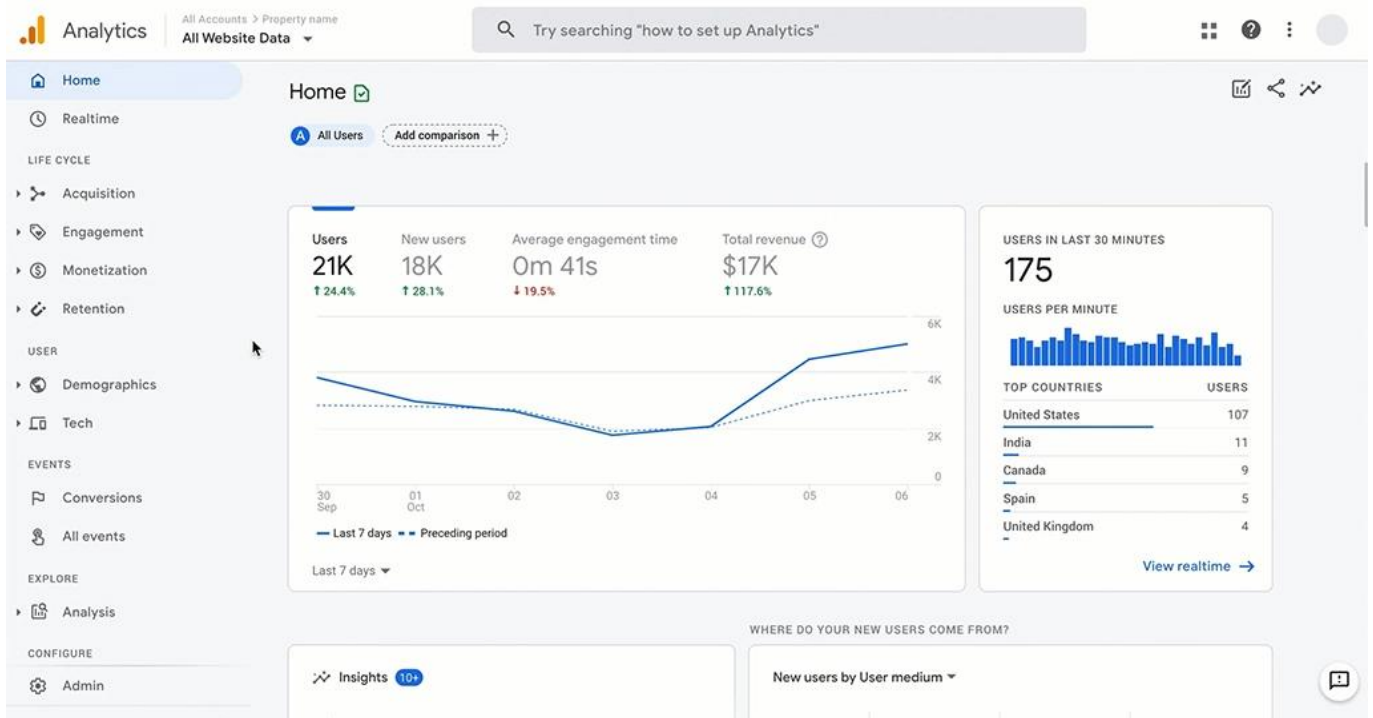 Analytics
All Accounts > Property name
All Website Data
Try searching "how to set up Analytics"
Home
Realtime
LIFE CYCLE
Acquisition
Engagement
Monetization
Retention
USER
Demographics
Tech
EVENTS
Conversions
All events
EXPLORE
Analysis
CONFIGURE
Admin
Home
A All Users
Add comparison +
Users
21K
↑ 24.4%
New users
18K
↑ 28.1%
Average engagement time
0m 41s
↓ 19.5%
Total revenue ?
$17K
↑ 117.6%
6K
4K
2K
0
30 01 02 03 04 05 06
Sep Oct
Last 7 days Preceding period
Last 7 days
USERS IN LAST 30 MINUTES
175
USERS PER MINUTE
TOP COUNTRIES USERS
United States 107
India 11
Canada 9
Spain 5
United Kingdom 4
View realtime →
Insights 10+
WHERE DO YOUR NEW USERS COME FROM?
New users by User medium